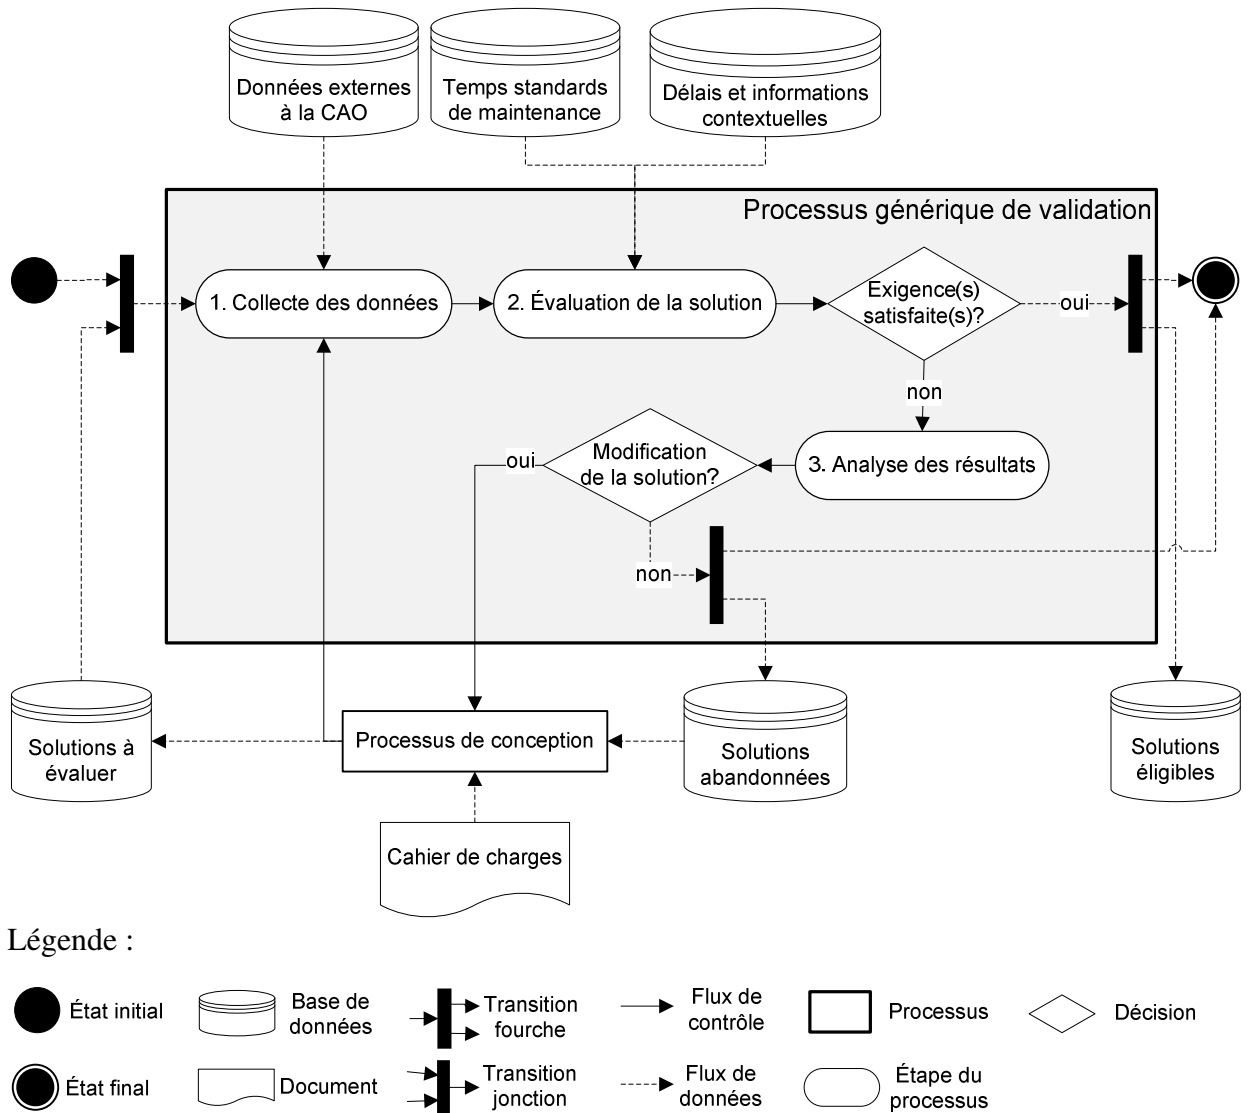 Données externes
à la CAO
Temps standards
de maintenance
Délais et informations
contextuelles
Processus générique de validation
1. Collecte des données
2. Évaluation de la solution
Exigence(s)
satisfaite(s)?
oui
non
Modification
de la solution?
oui
3. Analyse des résultats
non
Solutions à
évaluer
Processus de conception
Solutions
abandonnées
Solutions
éligibles
Cahier de charges
Légende :
État initial
Base de
données
Transition
fourche
Flux de
contrôle
Processus
Décision
État final
Document
Transition
jonction
Flux de
données
Étape du
processus